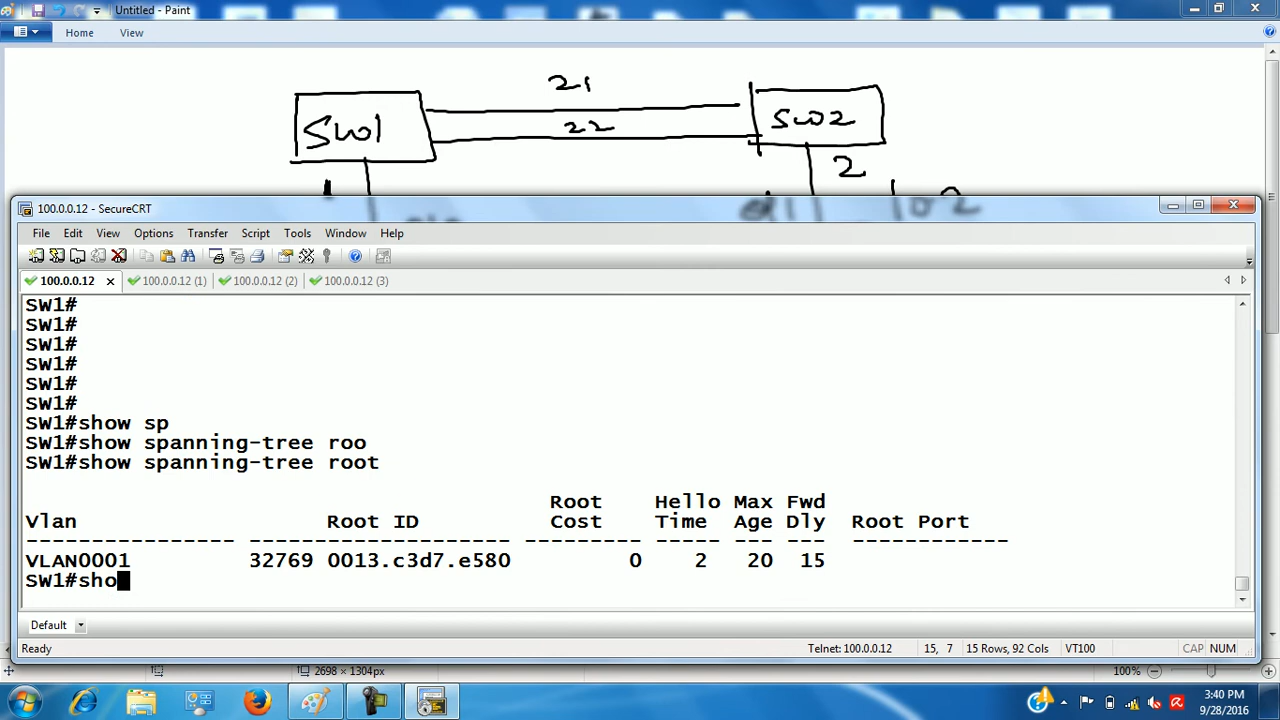 Untitled - Paint
Home View
21
SW1
22
SW02
2
1
102
100.0.0.12 - SecureCRT
File Edit View Options Transfer Script Tools Window Help
100.0.0.12 100.0.0.12 (1) 100.0.0.12 (2) 100.0.0.12 (3)
SW1#
SW1#
SW1#
SW1#
SW1#
SW1#
SW1#show sp
SW1#show spanning-tree roo
SW1#show spanning-tree root
Root Hello Max Fwd
Vlan Root ID Cost Time Age Dly Root Port
---------------- -------------------- --------- ----- --- --- ------------
VLAN0001 32769 0013.c3d7.e580 0 2 20 15
SW1#sho
Default
Ready Telnet: 100.0.0.12 15, 7 15 Rows, 92 Cols VT100 CAP NUM
2698 × 1304px 100%
3:40 PM
9/28/2016